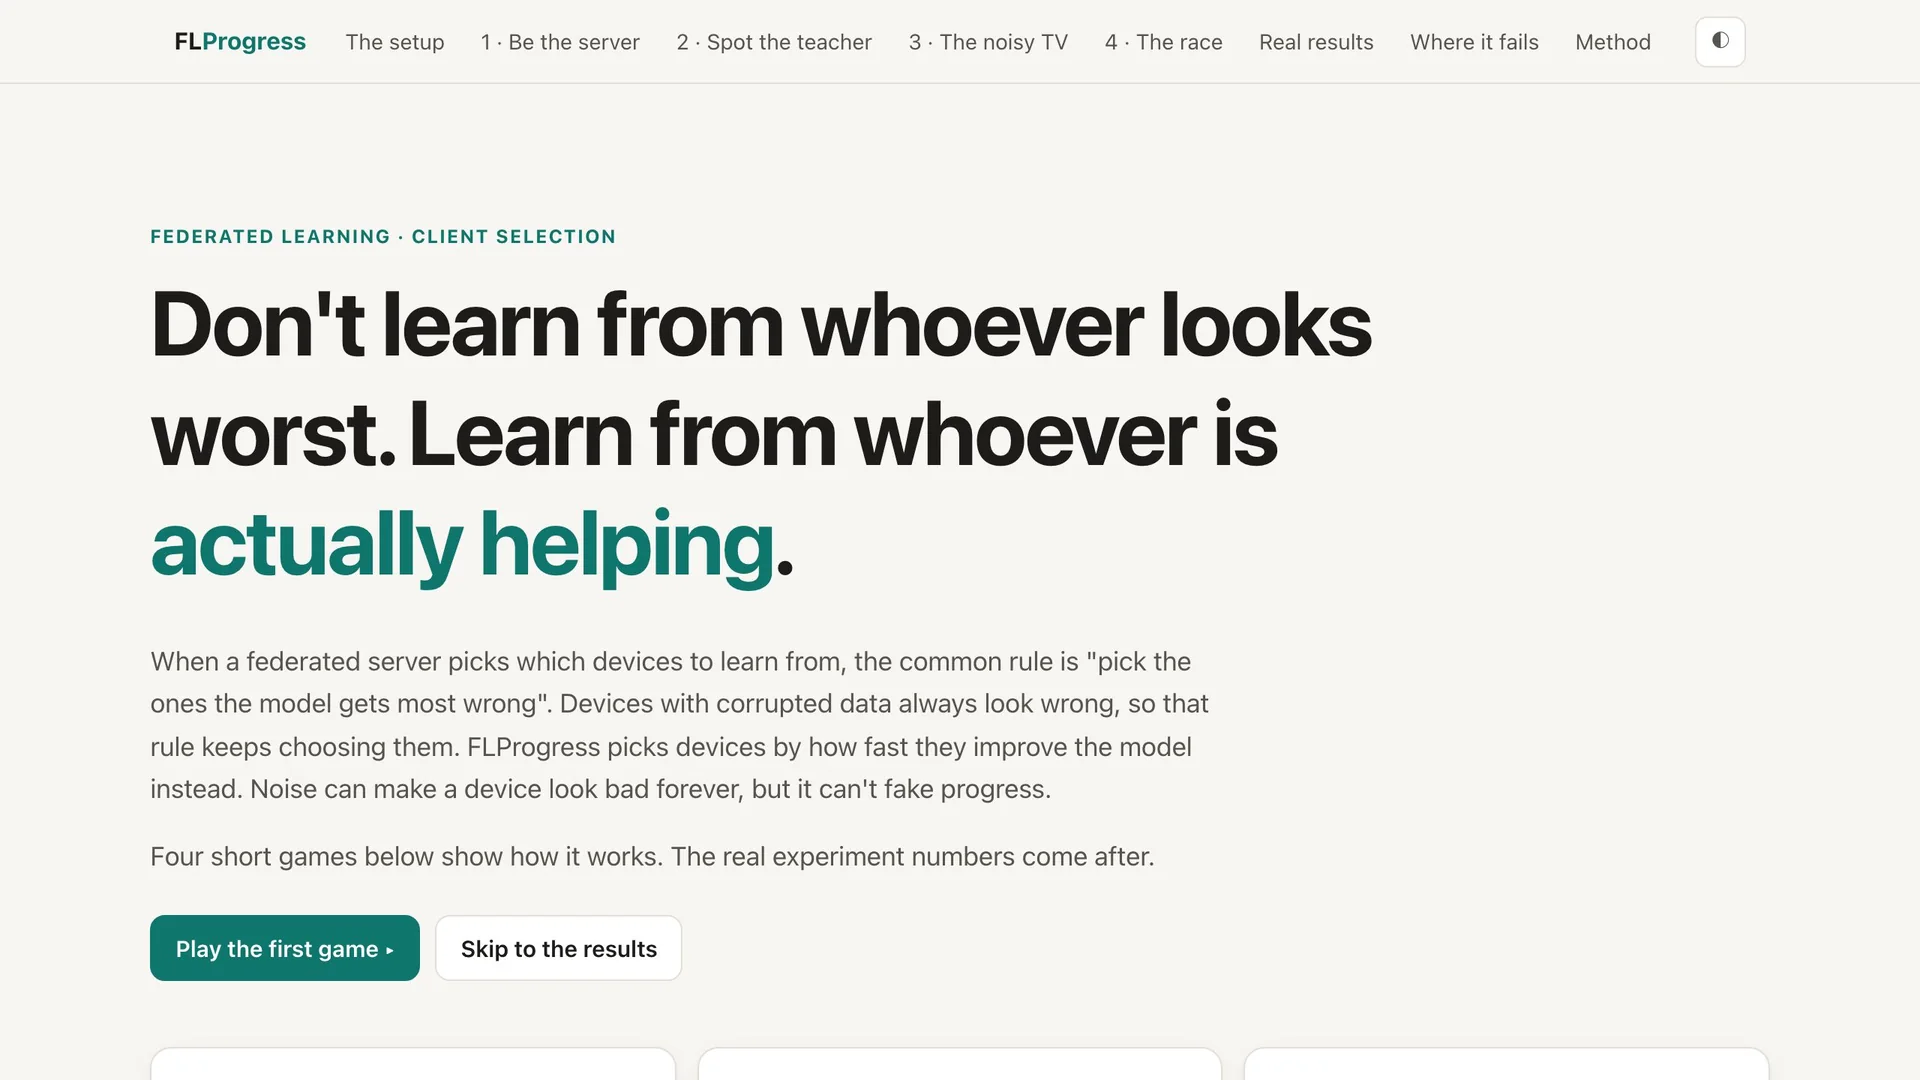 FLProgress
The setup
1 · Be the server
2 · Spot the teacher
3 · The noisy TV
4 · The race
Real results
Where it fails
Method
FEDERATED LEARNING · CLIENT SELECTION
Don't learn from whoever looks
worst. Learn from whoever is
actually helping.
When a federated server picks which devices to learn from, the common rule is "pick the
ones the model gets most wrong". Devices with corrupted data always look wrong, so that
rule keeps choosing them. FLProgress picks devices by how fast they improve the model
instead. Noise can make a device look bad forever, but it can't fake progress.
Four short games below show how it works. The real experiment numbers come after.
Play the first game ▸
Skip to the results